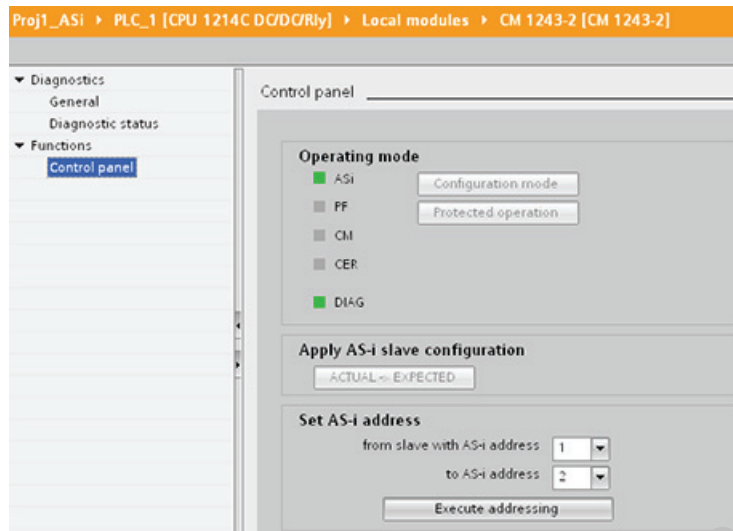 Proj1_ASi ▸ PLC_1 [CPU 1214C DC/DC/Rly] ▸ Local modules ▸ CM 1243-2 [CM 1243-2]
Diagnostics
General
Diagnostic status
Functions
Control panel
Control panel
Operating mode
ASi
Configuration mode
PF
Protected operation
CM
CER
DIAG
Apply AS-i slave configuration
ACTUAL <- EXPECTED
Set AS-i address
from slave with AS-i address 1
to AS-i address 2
Execute addressing